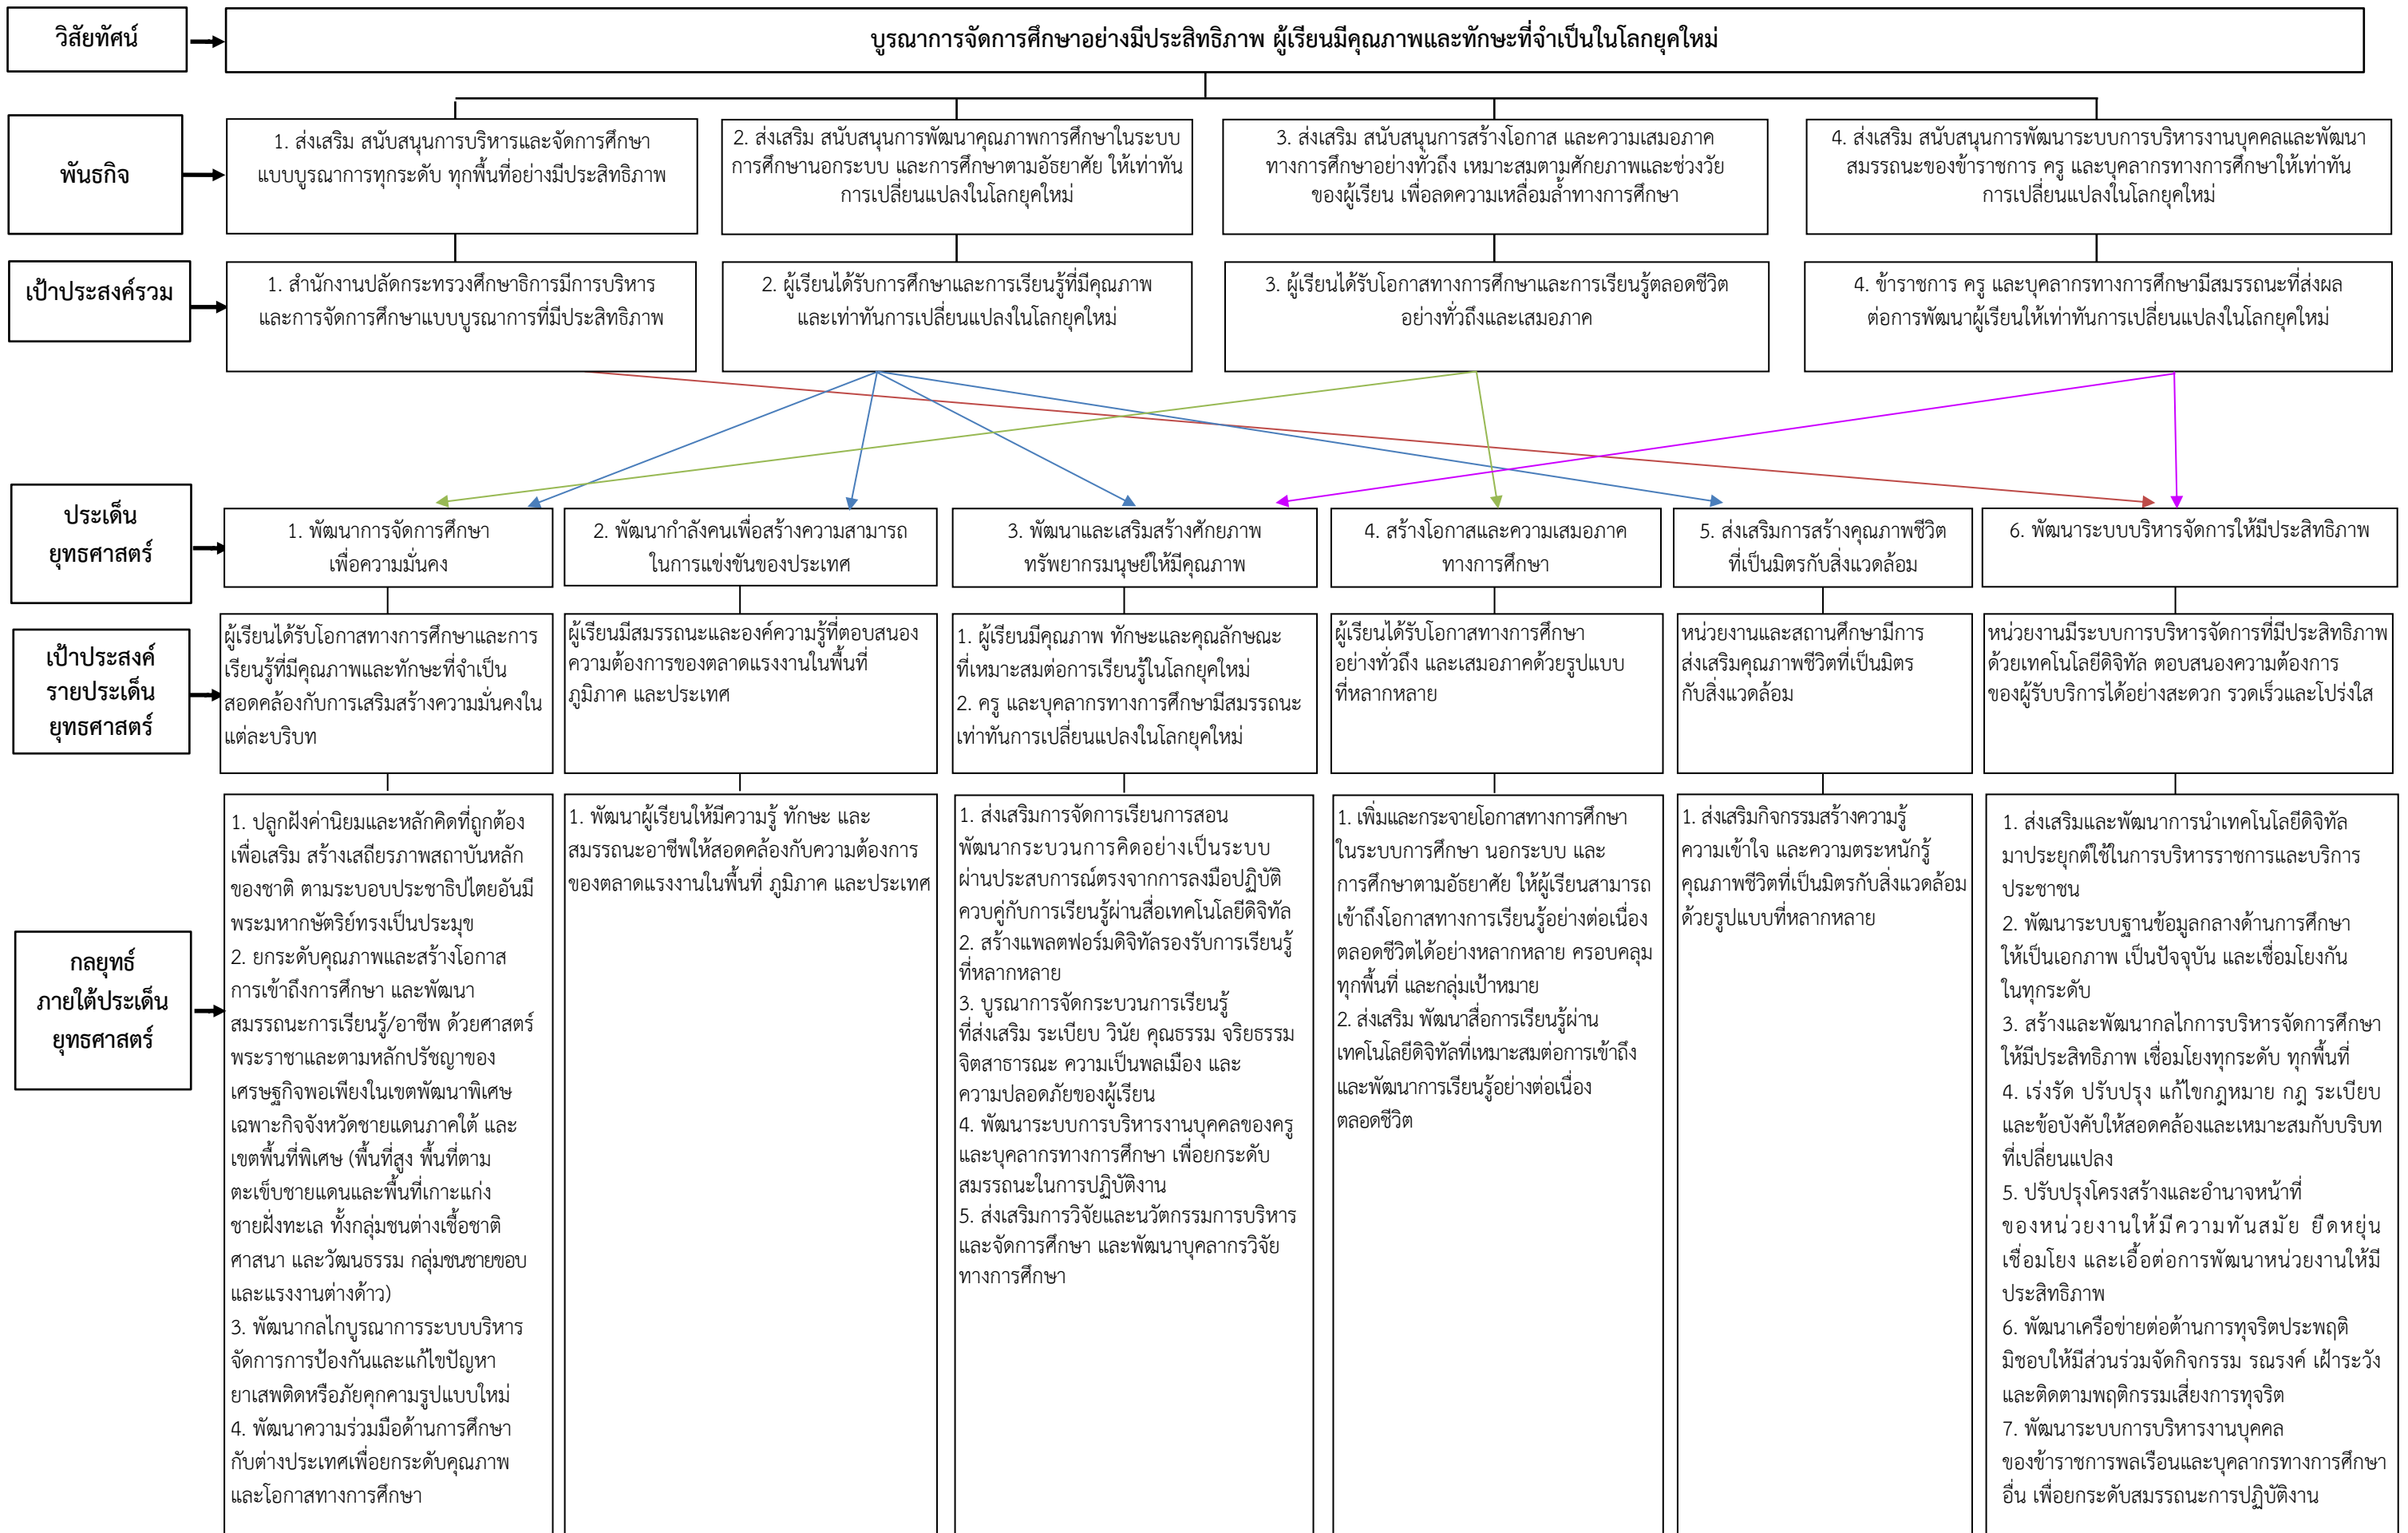 วิสัยทัศน์
บูรณาการจัดการศึกษาอย่างมีประสิทธิภาพ ผู้เรียนมีคุณภาพและทักษะที่จำเป็นในโลกยุคใหม่
พันธกิจ
1. ส่งเสริม สนับสนุนการบริหารและจัดการศึกษา
แบบบูรณาการทุกระดับ ทุกพื้นที่อย่างมีประสิทธิภาพ
2. ส่งเสริม สนับสนุนการพัฒนาคุณภาพการศึกษาในระบบ
การศึกษานอกระบบ และการศึกษาตามอัธยาศัย ให้เท่าทัน
การเปลี่ยนแปลงในโลกยุคใหม่
3. ส่งเสริม สนับสนุนการสร้างโอกาส และความเสมอภาค
ทางการศึกษาอย่างทั่วถึง เหมาะสมตามศักยภาพและช่วงวัย
ของผู้เรียน เพื่อลดความเหลื่อมล้ำทางการศึกษา
4. ส่งเสริม สนับสนุนการพัฒนาระบบการบริหารงานบุคคลและพัฒนา
สมรรถนะของข้าราชการ ครู และบุคลากรทางการศึกษาให้เท่าทัน
การเปลี่ยนแปลงในโลกยุคใหม่
เป้าประสงค์รวม
1. สำนักงานปลัดกระทรวงศึกษาธิการมีการบริหาร
และการจัดการศึกษาแบบบูรณาการที่มีประสิทธิภาพ
2. ผู้เรียนได้รับการศึกษาและการเรียนรู้ที่มีคุณภาพ
และเท่าทันการเปลี่ยนแปลงในโลกยุคใหม่
3. ผู้เรียนได้รับโอกาสทางการศึกษาและการเรียนรู้ตลอดชีวิต
อย่างทั่วถึงและเสมอภาค
4. ข้าราชการ ครู และบุคลากรทางการศึกษามีสมรรถนะที่ส่งผล
ต่อการพัฒนาผู้เรียนให้เท่าทันการเปลี่ยนแปลงในโลกยุคใหม่
ประเด็น
ยุทธศาสตร์
1. พัฒนาการจัดการศึกษา
เพื่อความมั่นคง
2. พัฒนากำลังคนเพื่อสร้างความสามารถ
ในการแข่งขันของประเทศ
3. พัฒนาและเสริมสร้างศักยภาพ
ทรัพยากรมนุษย์ให้มีคุณภาพ
4. สร้างโอกาสและความเสมอภาค
ทางการศึกษา
5. ส่งเสริมการสร้างคุณภาพชีวิต
ที่เป็นมิตรกับสิ่งแวดล้อม
6. พัฒนาระบบบริหารจัดการให้มีประสิทธิภาพ
เป้าประสงค์
รายประเด็น
ยุทธศาสตร์
ผู้เรียนได้รับโอกาสทางการศึกษาและการ
เรียนรู้ที่มีคุณภาพและทักษะที่จำเป็น
สอดคล้องกับการเสริมสร้างความมั่นคงใน
แต่ละบริบท
ผู้เรียนมีสมรรถนะและองค์ความรู้ที่ตอบสนอง
ความต้องการของตลาดแรงงานในพื้นที่
ภูมิภาค และประเทศ
1. ผู้เรียนมีคุณภาพ ทักษะและคุณลักษณะ
ที่เหมาะสมต่อการเรียนรู้ในโลกยุคใหม่
2. ครู และบุคลากรทางการศึกษามีสมรรถนะ
เท่าทันการเปลี่ยนแปลงในโลกยุคใหม่
ผู้เรียนได้รับโอกาสทางการศึกษา
อย่างทั่วถึง และเสมอภาคด้วยรูปแบบ
ที่หลากหลาย
หน่วยงานและสถานศึกษามีการ
ส่งเสริมคุณภาพชีวิตที่เป็นมิตร
กับสิ่งแวดล้อม
หน่วยงานมีระบบการบริหารจัดการที่มีประสิทธิภาพ
ด้วยเทคโนโลยีดิจิทัล ตอบสนองความต้องการ
ของผู้รับบริการได้อย่างสะดวก รวดเร็วและโปร่งใส
กลยุทธ์
ภายใต้ประเด็น
ยุทธศาสตร์
1. ปลูกฝังค่านิยมและหลักคิดที่ถูกต้อง
เพื่อเสริม สร้างเสถียรภาพสถาบันหลัก
ของชาติ ตามระบอบประชาธิปไตยอันมี
พระมหากษัตริย์ทรงเป็นประมุข
2. ยกระดับคุณภาพและสร้างโอกาส
การเข้าถึงการศึกษา และพัฒนา
สมรรถนะการเรียนรู้/อาชีพ ด้วยศาสตร์
พระราชาและตามหลักปรัชญาของ
เศรษฐกิจพอเพียงในเขตพัฒนาพิเศษ
เฉพาะกิจจังหวัดชายแดนภาคใต้ และ
เขตพื้นที่พิเศษ (พื้นที่สูง พื้นที่ตาม
ตะเข็บชายแดนและพื้นที่เกาะแก่ง
ชายฝั่งทะเล ทั้งกลุ่มชนต่างเชื้อชาติ
ศาสนา และวัฒนธรรม กลุ่มชนชายขอบ
และแรงงานต่างด้าว)
3. พัฒนากลไกบูรณาการระบบบริหาร
จัดการการป้องกันและแก้ไขปัญหา
ยาเสพติดหรือภัยคุกคามรูปแบบใหม่
4. พัฒนาความร่วมมือด้านการศึกษา
กับต่างประเทศเพื่อยกระดับคุณภาพ
และโอกาสทางการศึกษา
1. พัฒนาผู้เรียนให้มีความรู้ ทักษะ และ
สมรรถนะอาชีพให้สอดคล้องกับความต้องการ
ของตลาดแรงงานในพื้นที่ ภูมิภาค และประเทศ
1. ส่งเสริมการจัดการเรียนการสอน
พัฒนากระบวนการคิดอย่างเป็นระบบ
ผ่านประสบการณ์ตรงจากการลงมือปฏิบัติ
ควบคู่กับการเรียนรู้ผ่านสื่อเทคโนโลยีดิจิทัล
2. สร้างแพลตฟอร์มดิจิทัลรองรับการเรียนรู้
ที่หลากหลาย
3. บูรณาการจัดกระบวนการเรียนรู้
ที่ส่งเสริม ระเบียบ วินัย คุณธรรม จริยธรรม
จิตสาธารณะ ความเป็นพลเมือง และ
ความปลอดภัยของผู้เรียน
4. พัฒนาระบบการบริหารงานบุคคลของครู
และบุคลากรทางการศึกษา เพื่อยกระดับ
สมรรถนะในการปฏิบัติงาน
5. ส่งเสริมการวิจัยและนวัตกรรมการบริหาร
และจัดการศึกษา และพัฒนาบุคลากรวิจัย
ทางการศึกษา
1. เพิ่มและกระจายโอกาสทางการศึกษา
ในระบบการศึกษา นอกระบบ และ
การศึกษาตามอัธยาศัย ให้ผู้เรียนสามารถ
เข้าถึงโอกาสทางการเรียนรู้อย่างต่อเนื่อง
ตลอดชีวิตได้อย่างหลากหลาย ครอบคลุม
ทุกพื้นที่ และกลุ่มเป้าหมาย
2. ส่งเสริม พัฒนาสื่อการเรียนรู้ผ่าน
เทคโนโลยีดิจิทัลที่เหมาะสมต่อการเข้าถึง
และพัฒนาการเรียนรู้อย่างต่อเนื่อง
ตลอดชีวิต
1. ส่งเสริมกิจกรรมสร้างความรู้
ความเข้าใจ และความตระหนักรู้
คุณภาพชีวิตที่เป็นมิตรกับสิ่งแวดล้อม
ด้วยรูปแบบที่หลากหลาย
1. ส่งเสริมและพัฒนาการนำเทคโนโลยีดิจิทัล
มาประยุกต์ใช้ในการบริหารราชการและบริการ
ประชาชน
2. พัฒนาระบบฐานข้อมูลกลางด้านการศึกษา
ให้เป็นเอกภาพ เป็นปัจจุบัน และเชื่อมโยงกัน
ในทุกระดับ
3. สร้างและพัฒนากลไกการบริหารจัดการศึกษา
ให้มีประสิทธิภาพ เชื่อมโยงทุกระดับ ทุกพื้นที่
4. เร่งรัด ปรับปรุง แก้ไขกฎหมาย กฎ ระเบียบ
และข้อบังคับให้สอดคล้องและเหมาะสมกับบริบท
ที่เปลี่ยนแปลง
5. ปรับปรุงโครงสร้างและอำนาจหน้าที่
ของหน่วยงานให้มีความทันสมัย ยืดหยุ่น
เชื่อมโยง และเอื้อต่อการพัฒนาหน่วยงานให้มี
ประสิทธิภาพ
6. พัฒนาเครือข่ายต่อต้านการทุจริตประพฤติ
มิชอบให้มีส่วนร่วมจัดกิจกรรม รณรงค์ เฝ้าระวัง
และติดตามพฤติกรรมเสี่ยงการทุจริต
7. พัฒนาระบบการบริหารงานบุคคล
ของข้าราชการพลเรือนและบุคลากรทางการศึกษา
อื่น เพื่อยกระดับสมรรถนะการปฏิบัติงาน